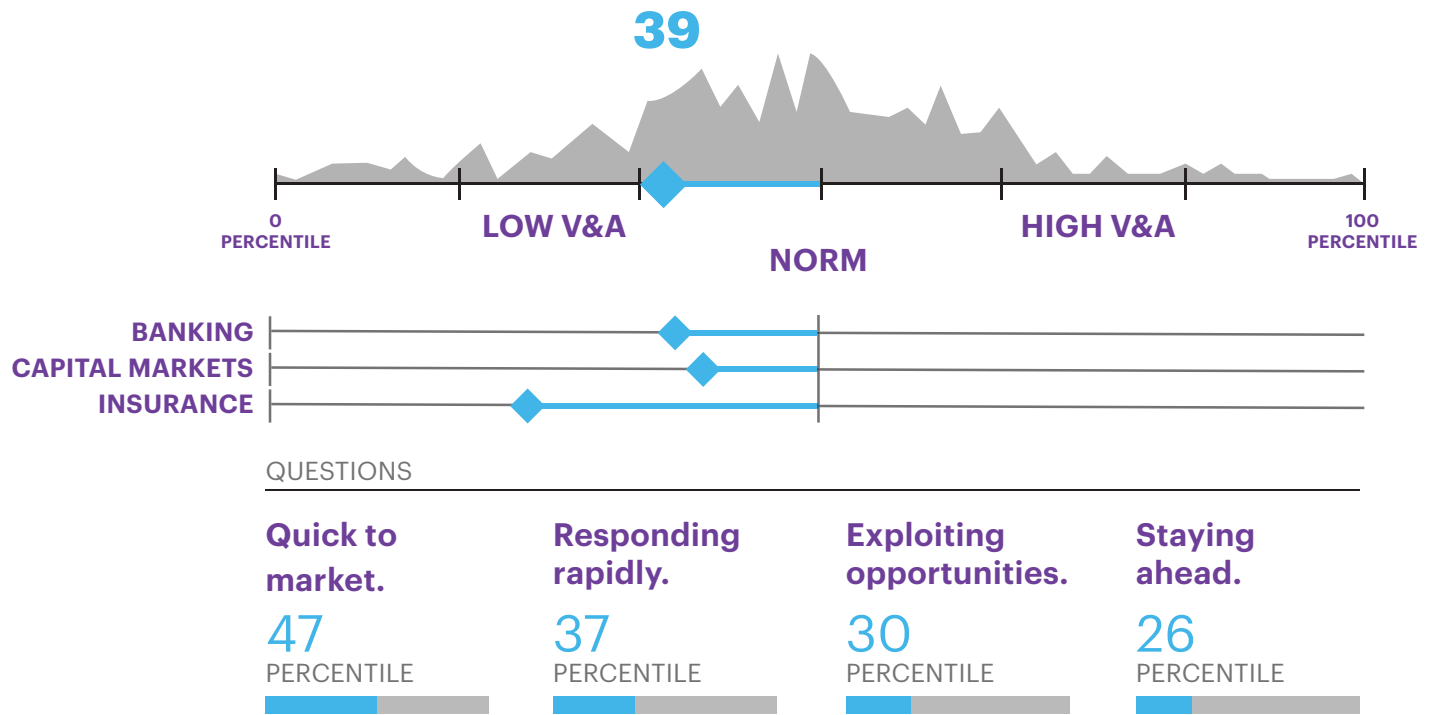 39
0
PERCENTILE
LOW V&A
HIGH V&A
100
PERCENTILE
NORM
BANKING
CAPITAL MARKETS
INSURANCE
QUESTIONS
Quick to
market.
47
PERCENTILE
Responding
rapidly.
37
PERCENTILE
Exploiting
opportunities.
30
PERCENTILE
Staying
ahead.
26
PERCENTILE